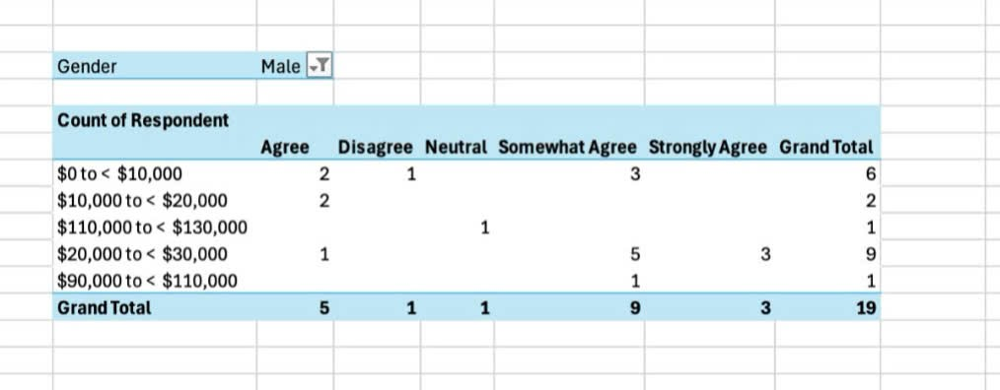 Gender Male
Count of Respondent
Agree Disagree Neutral Somewhat Agree Strongly Agree Grand Total
$0 to < $10,000 2 1 3 6
$10,000 to < $20,000 2 2
$110,000 to < $130,000 1 1
$20,000 to < $30,000 1 5 3 9
$90,000 to < $110,000 1 1
Grand Total 5 1 1 9 3 19